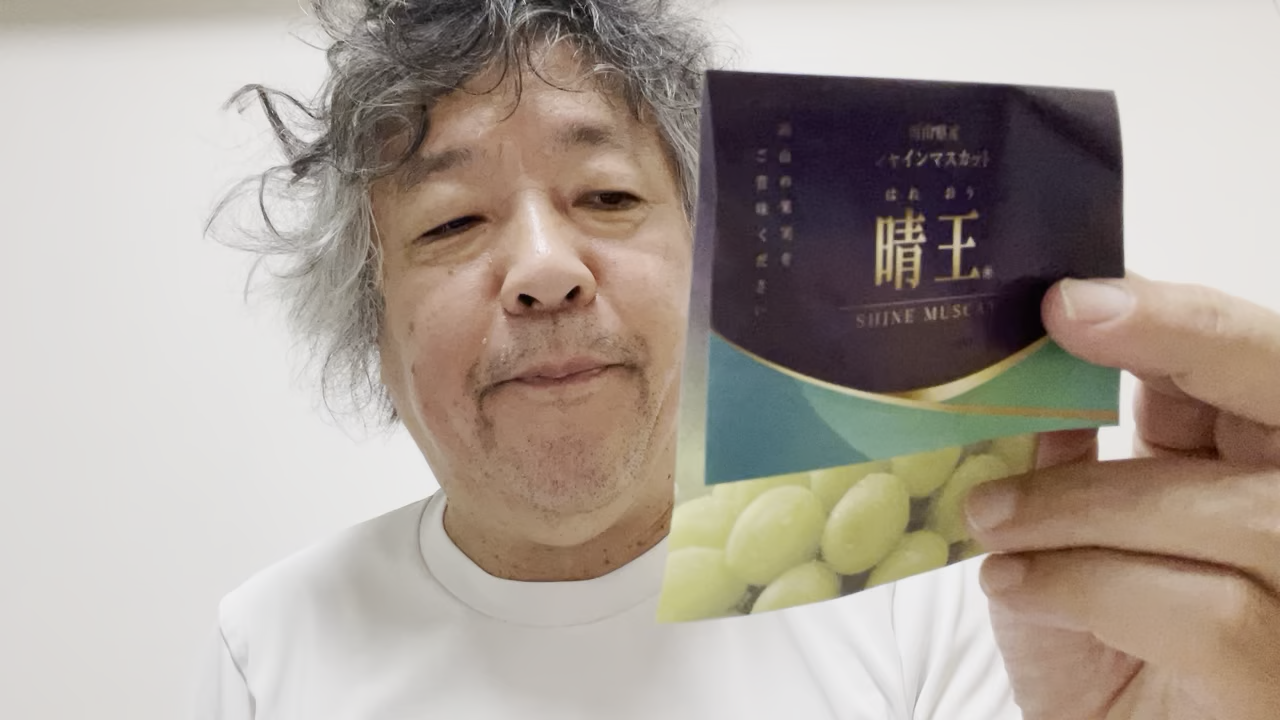 岡山県産
シャインマスカット
はれ おう
晴王
SHINE MUSCAT
岡山の果実を
ご賞味ください